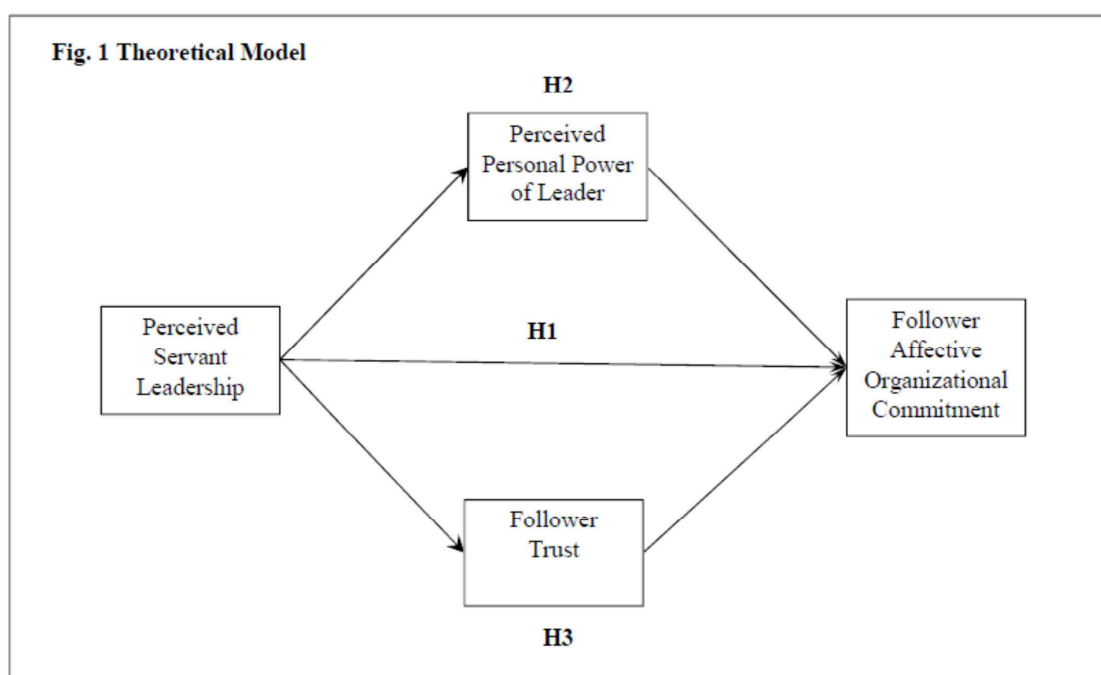 Fig. 1 Theoretical Model
H2
Perceived
Personal Power
of Leader
H1
Perceived
Servant
Leadership
Follower
Affective
Organizational
Commitment
Follower
Trust
H3